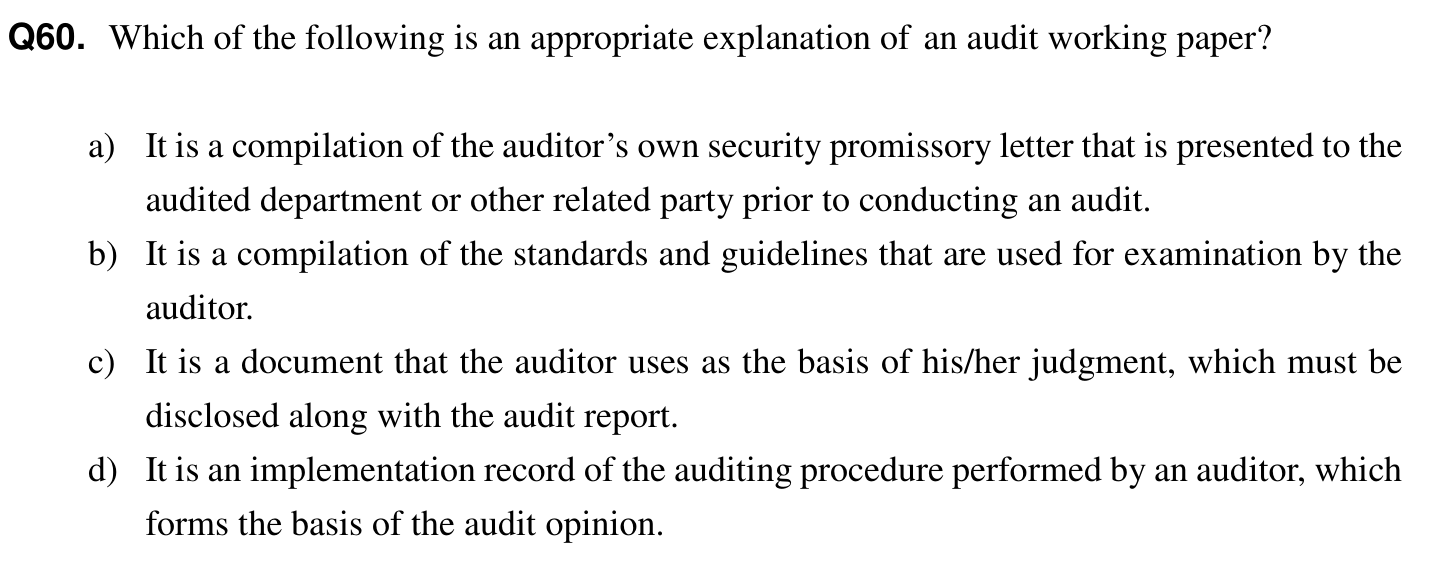 Q60. Which of the following is an appropriate explanation of an audit working paper?
a) It is a compilation of the auditor's own security promissory letter that is presented to the
audited department or other related party prior to conducting an audit.
b) It is a compilation of the standards and guidelines that are used for examination by the
auditor.
c) It is a document that the auditor uses as the basis of his/her judgment, which must be
disclosed along with the audit report.
d) It is an implementation record of the auditing procedure performed by an auditor, which
forms the basis of the audit opinion.